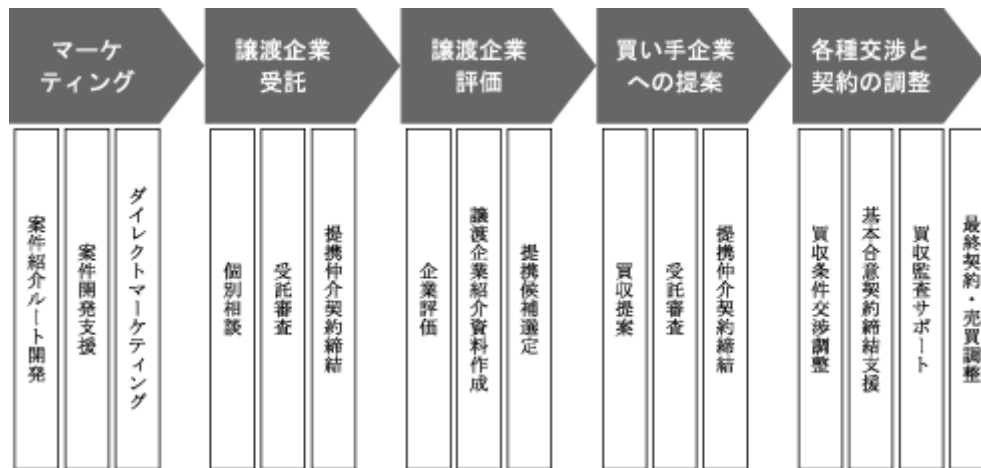 マーケ
ティング
譲渡企業
受託
譲渡企業
評価
買い手企業
への提案
各種交渉と
契約の調整
案件紹介ルート開発
案件開発支援
ダイレクトマーケティング
個別相談
受託審査
提携仲介契約締結
企業評価
譲渡企業紹介資料作成
提携候補選定
買収提案
受託審査
提携仲介契約締結
買収条件交渉調整
基本合意契約締結支援
買収監査サポート
最終契約・売買調整